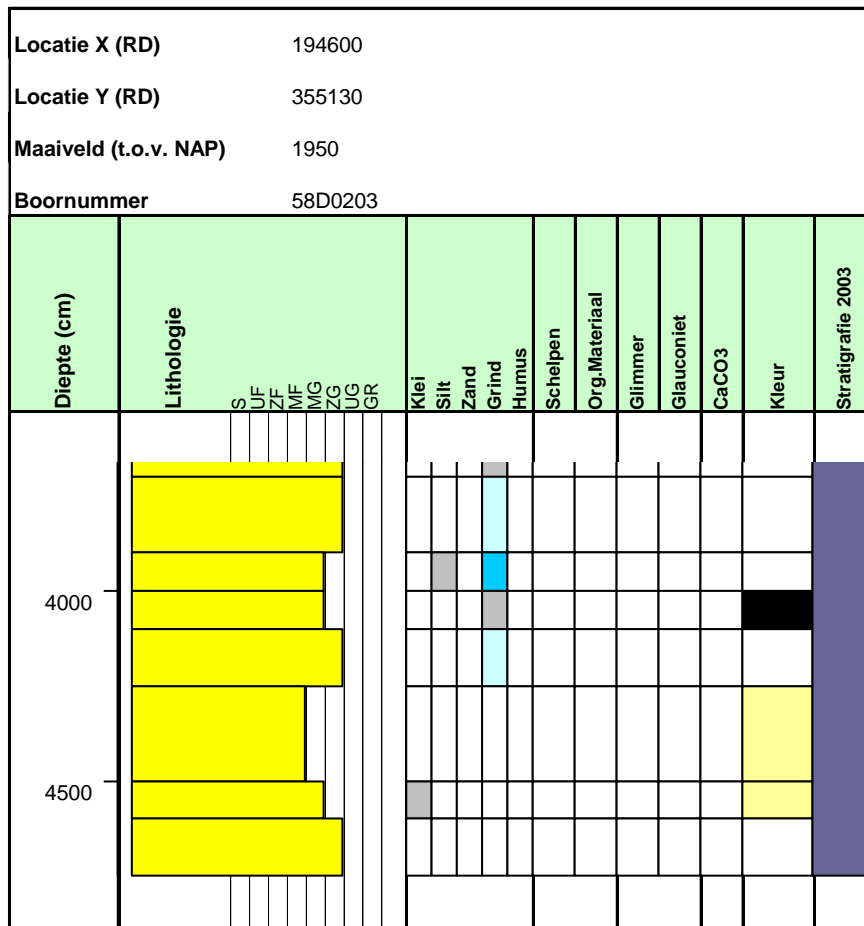 Locatie X (RD) 194600
Locatie Y (RD) 355130
Maaiveld (t.o.v. NAP) 1950
Boornummer 58D0203
Diepte (cm)
Lithologie
S
UF
ZF
MF
MG
ZG
UG
GR
Klei
Silt
Zand
Grind
Humus
Schelpen
Org.Materiaal
Glimmer
Glauconiet
CaCO3
Kleur
Stratigrafie 2003
4000
4500